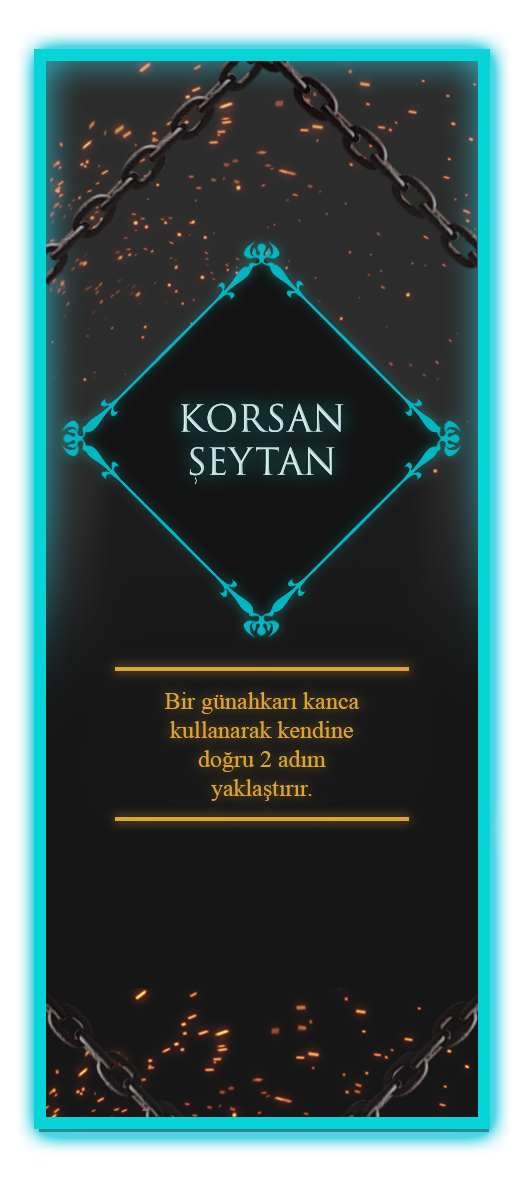 KORSAN
ŞEYTAN
Bir günahkarı kanca
kullanarak kendine
doğru 2 adım
yaklaştırır.